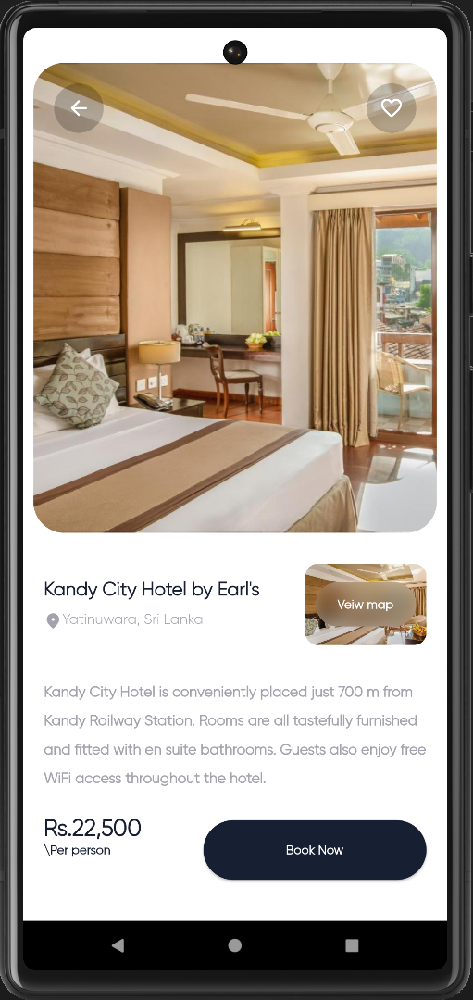 Kandy City Hotel by Earl's
Yatinuwara, Sri Lanka
Veiw map
Kandy City Hotel is conveniently placed just 700 m from
Kandy Railway Station. Rooms are all tastefully furnished
and fitted with en suite bathrooms. Guests also enjoy free
WiFi access throughout the hotel.
Rs.22,500
\Per person
Book Now